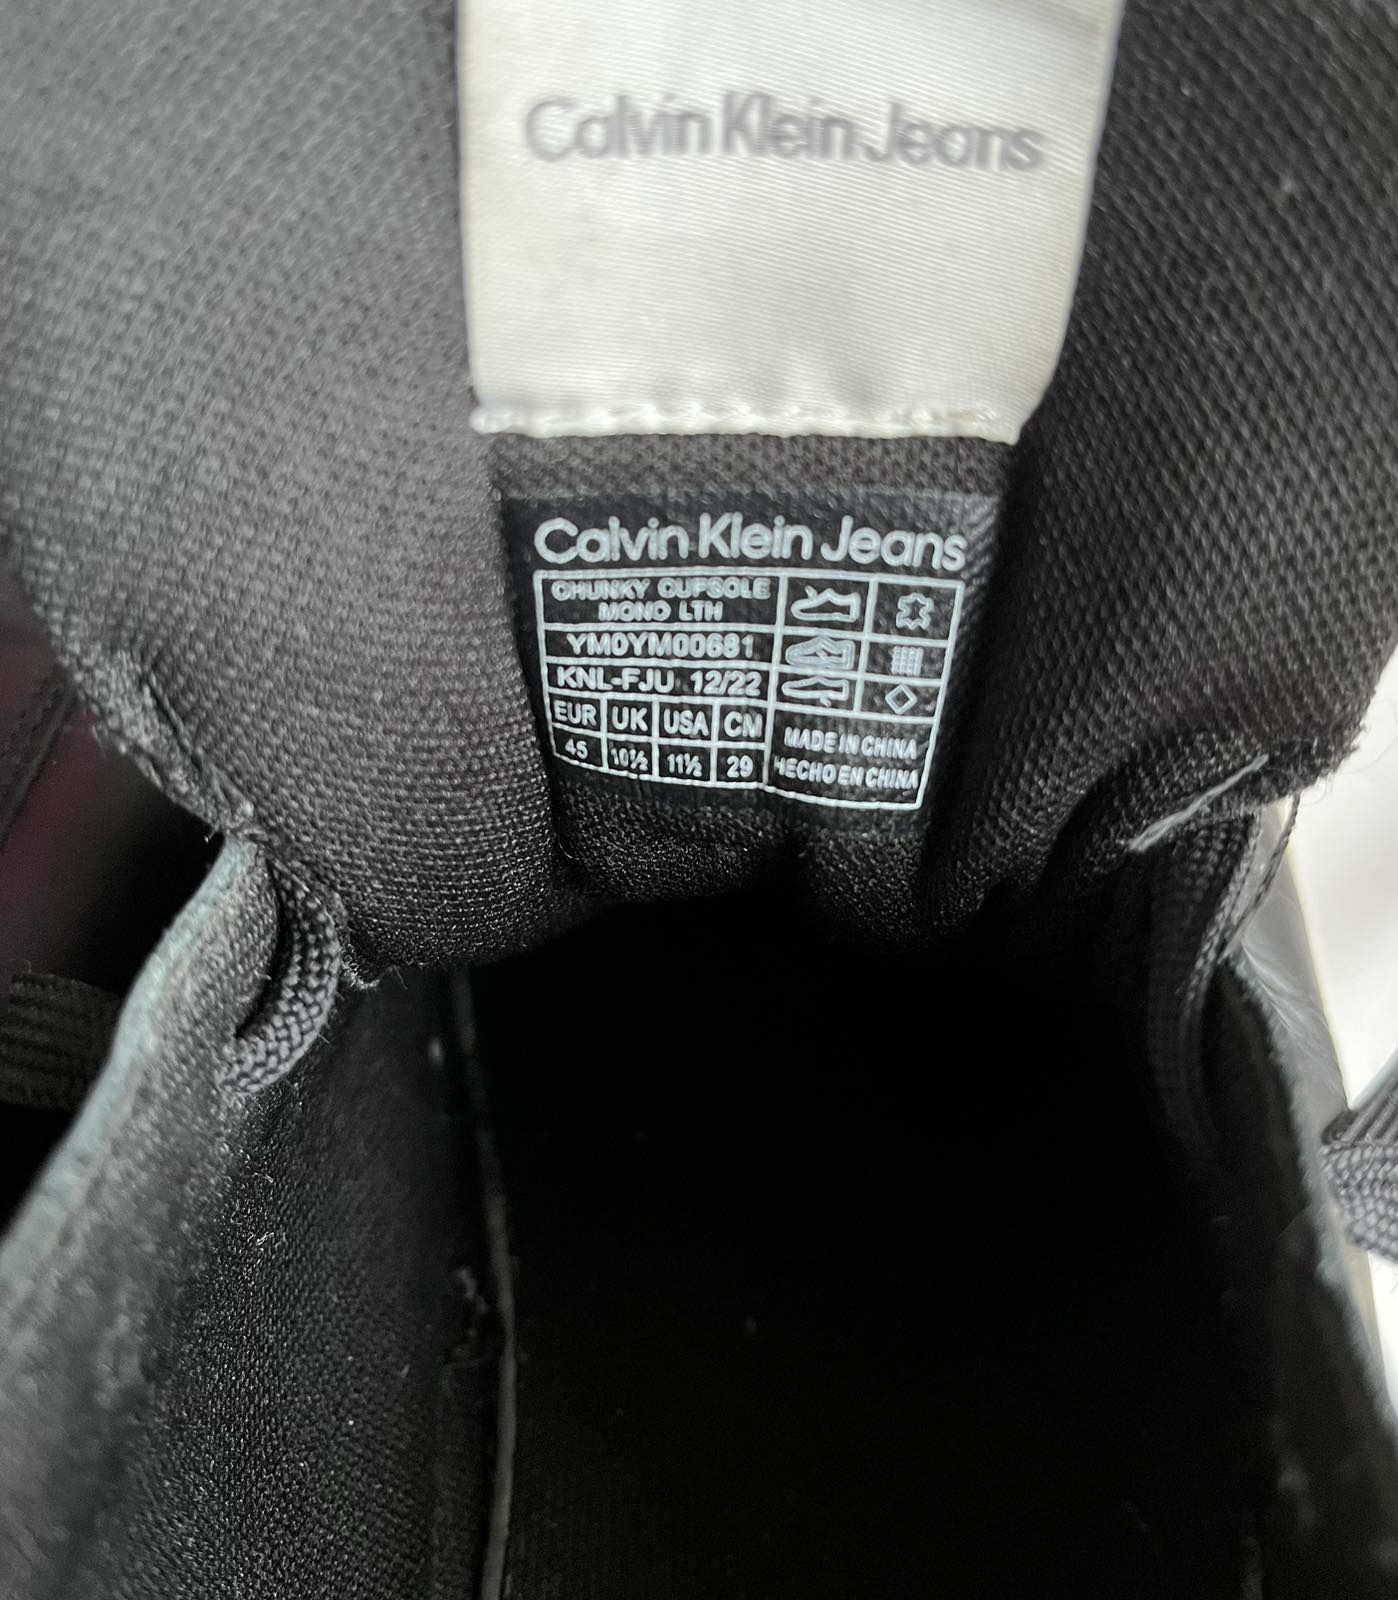 Calvin Klein Jeans
Calvin Klein Jeans
CHUNKY CUPSOLE
MONO LTH
YM0YM00681
KNL-FJU 12/22
EUR UK USA CM
45 10½ 11½ 29
MADE IN CHINA
HECHO EN CHINA